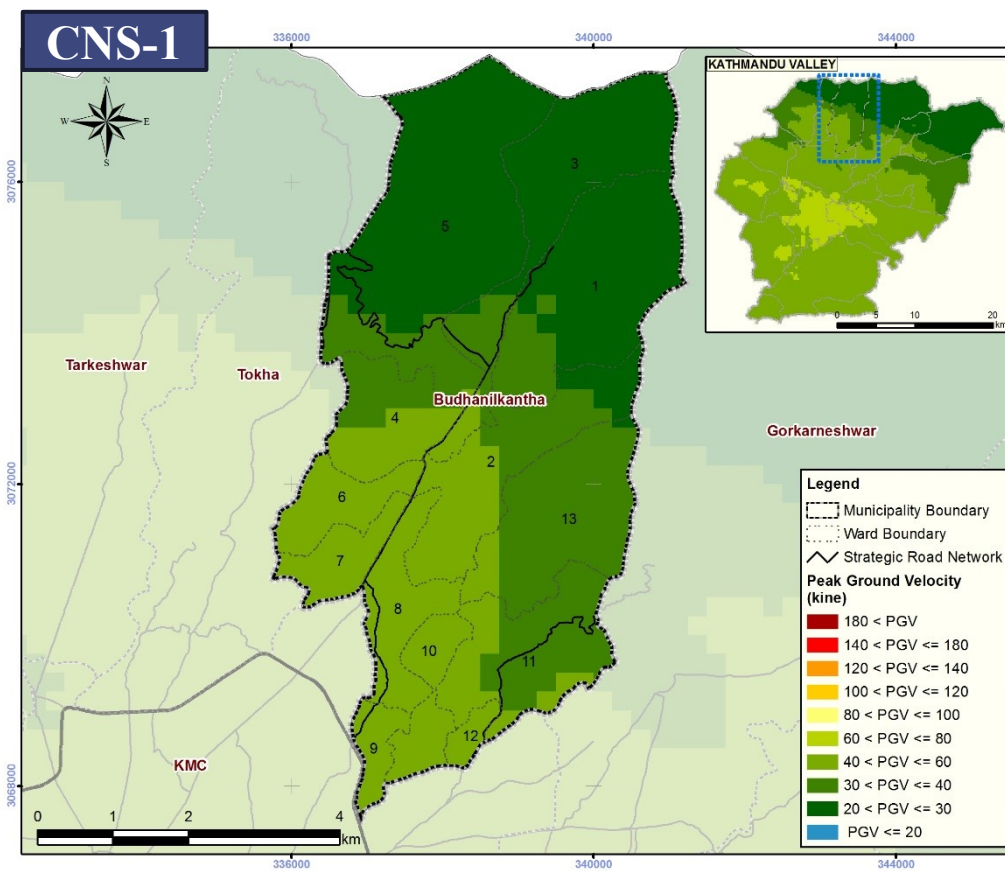 CNS-1
336000
340000
344000
N
W
E
S
KATHMANDU VALLEY
0 5 10 20
km
3076000
3076000
3
5
1
Tarkeshwar
Tokha
Budhanilkantha
4
Gorkarneshwar
2
3072000
3072000
6
13
7
8
10
11
12
9
KMC
3068000
0 1 2 4
km
336000
340000
344000
Legend
Municipality Boundary
Ward Boundary
Strategic Road Network
Peak Ground Velocity
(kine)
180 < PGV
140 < PGV <= 180
120 < PGV <= 140
100 < PGV <= 120
80 < PGV <= 100
60 < PGV <= 80
40 < PGV <= 60
30 < PGV <= 40
20 < PGV <= 30
PGV <= 20